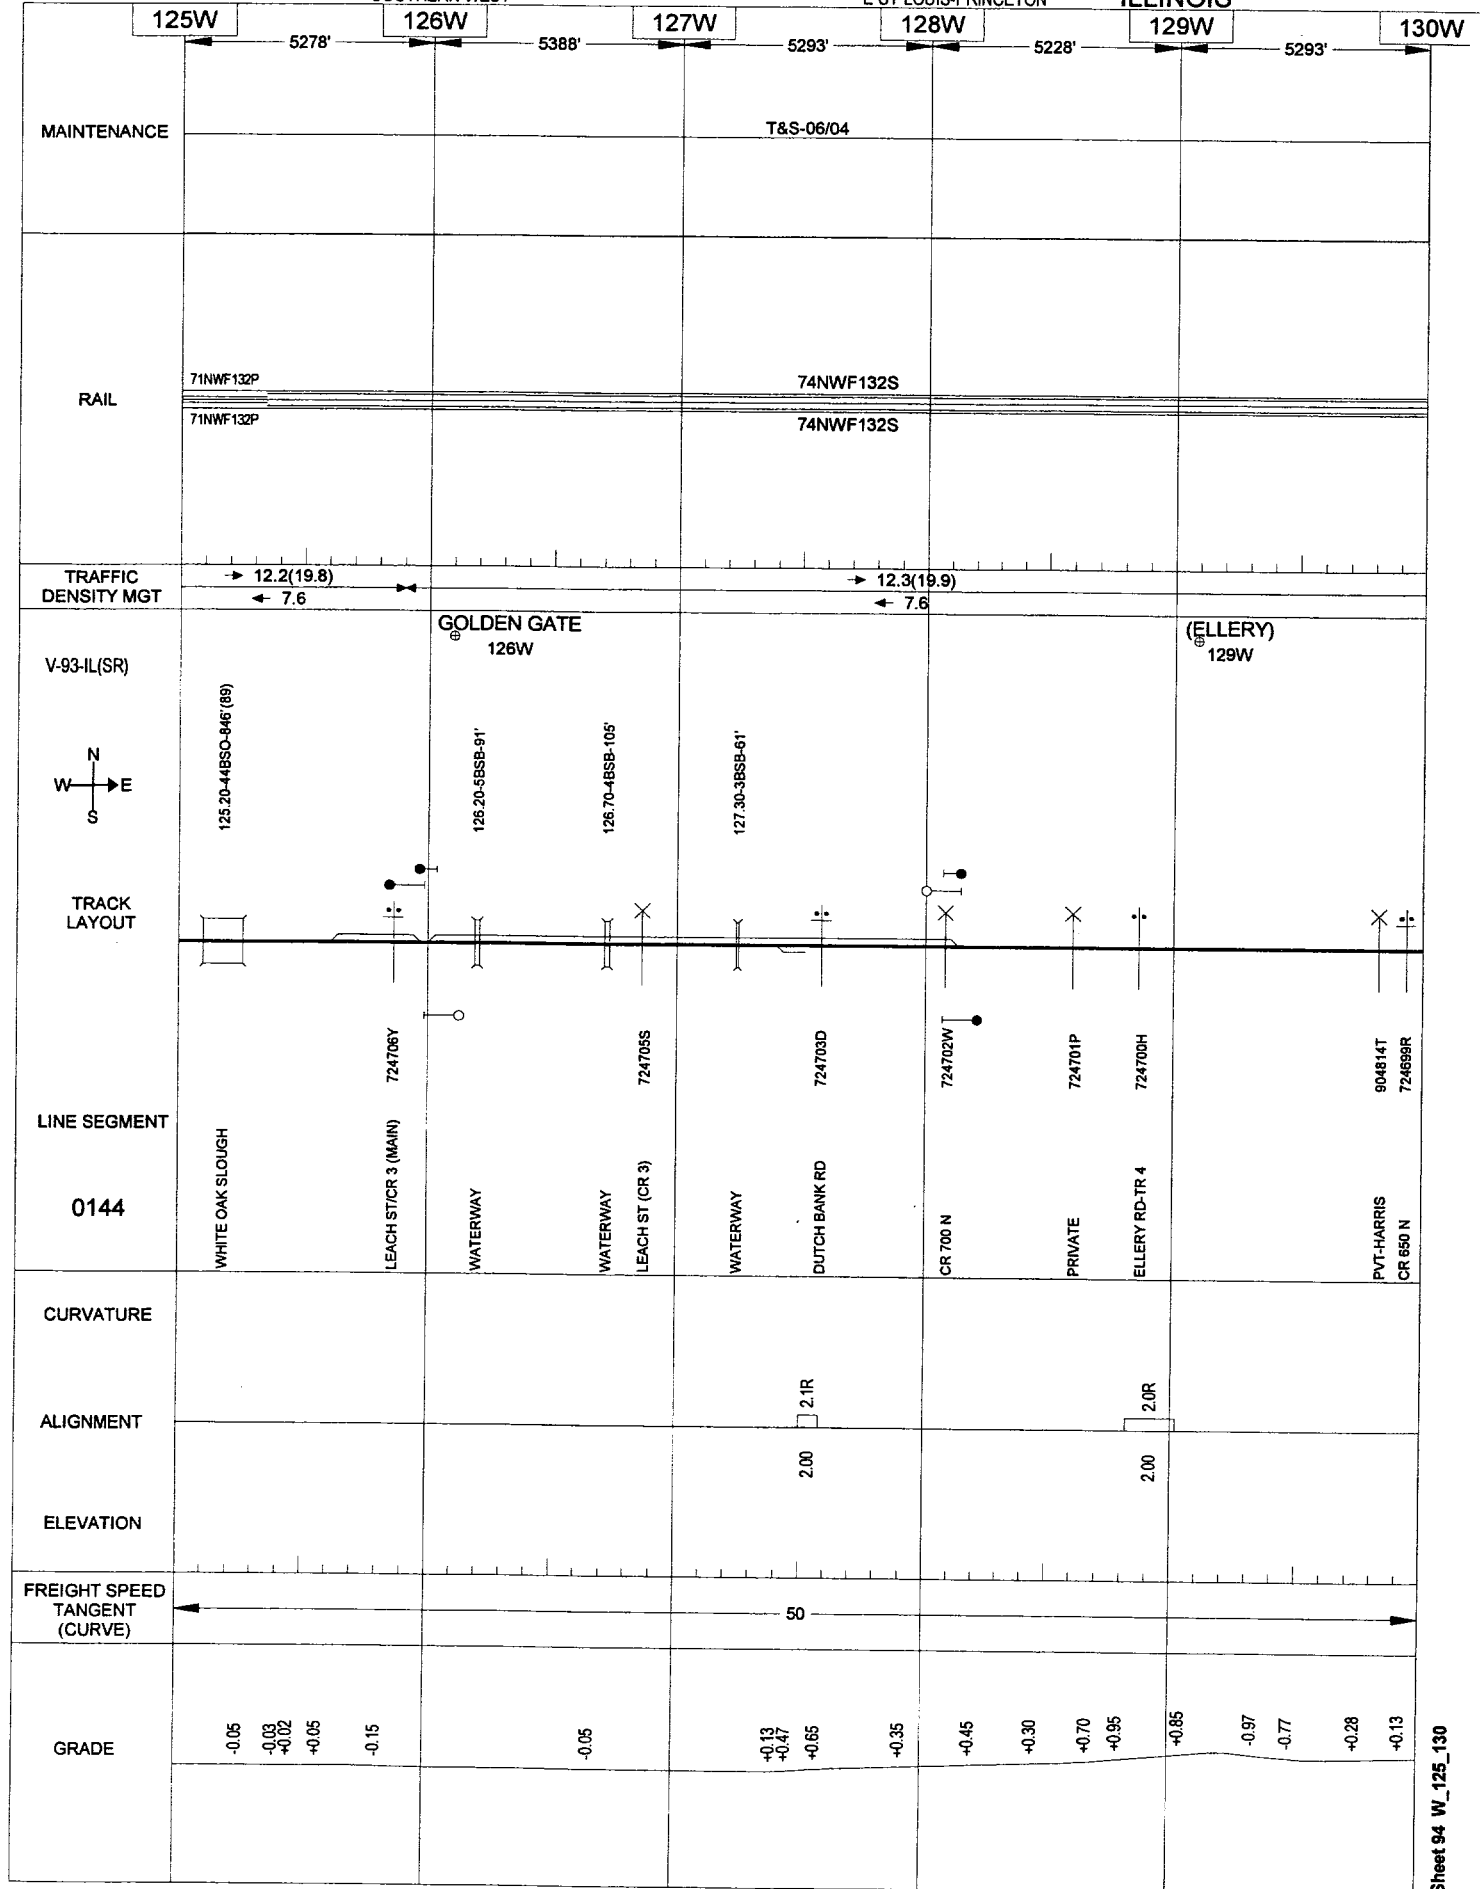 ILLINOIS
125W 126W 127W 128W 129W 130W
5278' 5388' 5293' 5228' 5293'
MAINTENANCE
T&S-06/04
71NWF132P 74NWF132S
RAIL
71NWF132P 74NWF132S
TRAFFIC
DENSITY MGT
12.2(19.8) 12.3(19.9)
7.6 7.6
GOLDEN GATE
126W
(ELLERY)
129W
V-93-IL(SR)
N
W E
S
125.20-44BSO-846'(89)
126.20-5BSB-91'
126.70-4BSB-105'
127.30-3BSB-61'
TRACK
LAYOUT
724706Y
724705S
724703D
724702W
724701P
724700H
904814T
724699R
LINE SEGMENT
0144
WHITE OAK SLOUGH
LEACH ST/CR 3 (MAIN)
WATERWAY
WATERWAY
LEACH ST (CR 3)
WATERWAY
DUTCH BANK RD
CR 700 N
PRIVATE
ELLERY RD-TR 4
PVT-HARRIS
CR 650 N
CURVATURE
2.1R
2.0R
ALIGNMENT
2.00
2.00
ELEVATION
FREIGHT SPEED
TANGENT
(CURVE)
50
GRADE
-0.05
-0.03
+0.02
+0.05
-0.15
-0.05
+0.13
+0.47
+0.65
+0.35
+0.45
+0.30
+0.70
+0.95
+0.85
-0.97
-0.77
+0.28
+0.13
Sheet 94 W_125_130